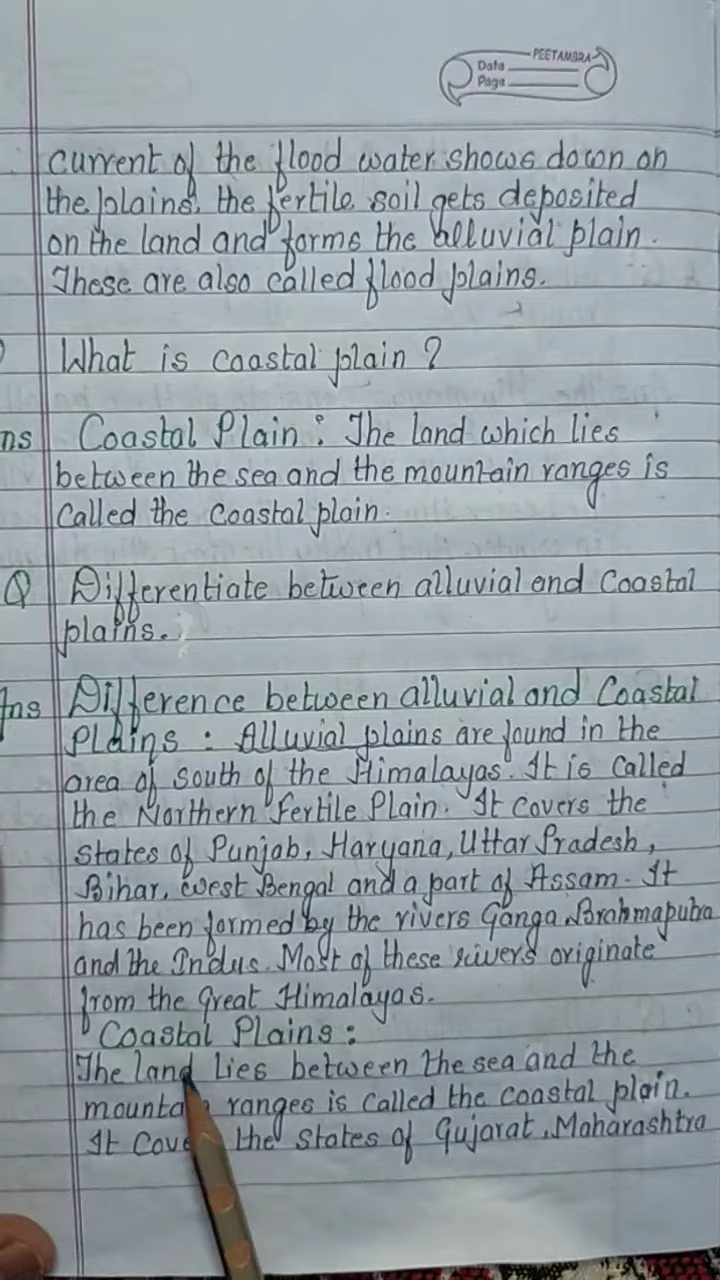 PEETAMBRA
Date
Page
current of the flood water shows down on
the plains, the fertile soil gets deposited
on the land and forms the alluvial plain.
These are also called flood plains.
What is coastal plain ?
ns Coastal Plain : The land which lies
between the sea and the mountain ranges is
called the coastal plain.
Q Differentiate between alluvial and coastal
plains.
Ans Difference between alluvial and Coastal
Plains : Alluvial plains are found in the
area of south of the Himalayas. It is called
the Northern Fertile Plain. It covers the
states of Punjab, Haryana, Uttar Pradesh,
Bihar, West Bengal and a part of Assam. It
has been formed by the rivers Ganga, Brahmaputra
and the Indus. Most of these rivers originate
from the Great Himalayas.
Coastal Plains :
The land lies between the sea and the
mounta ranges is called the coastal plain.
It Cove the states of Gujarat, Maharashtra